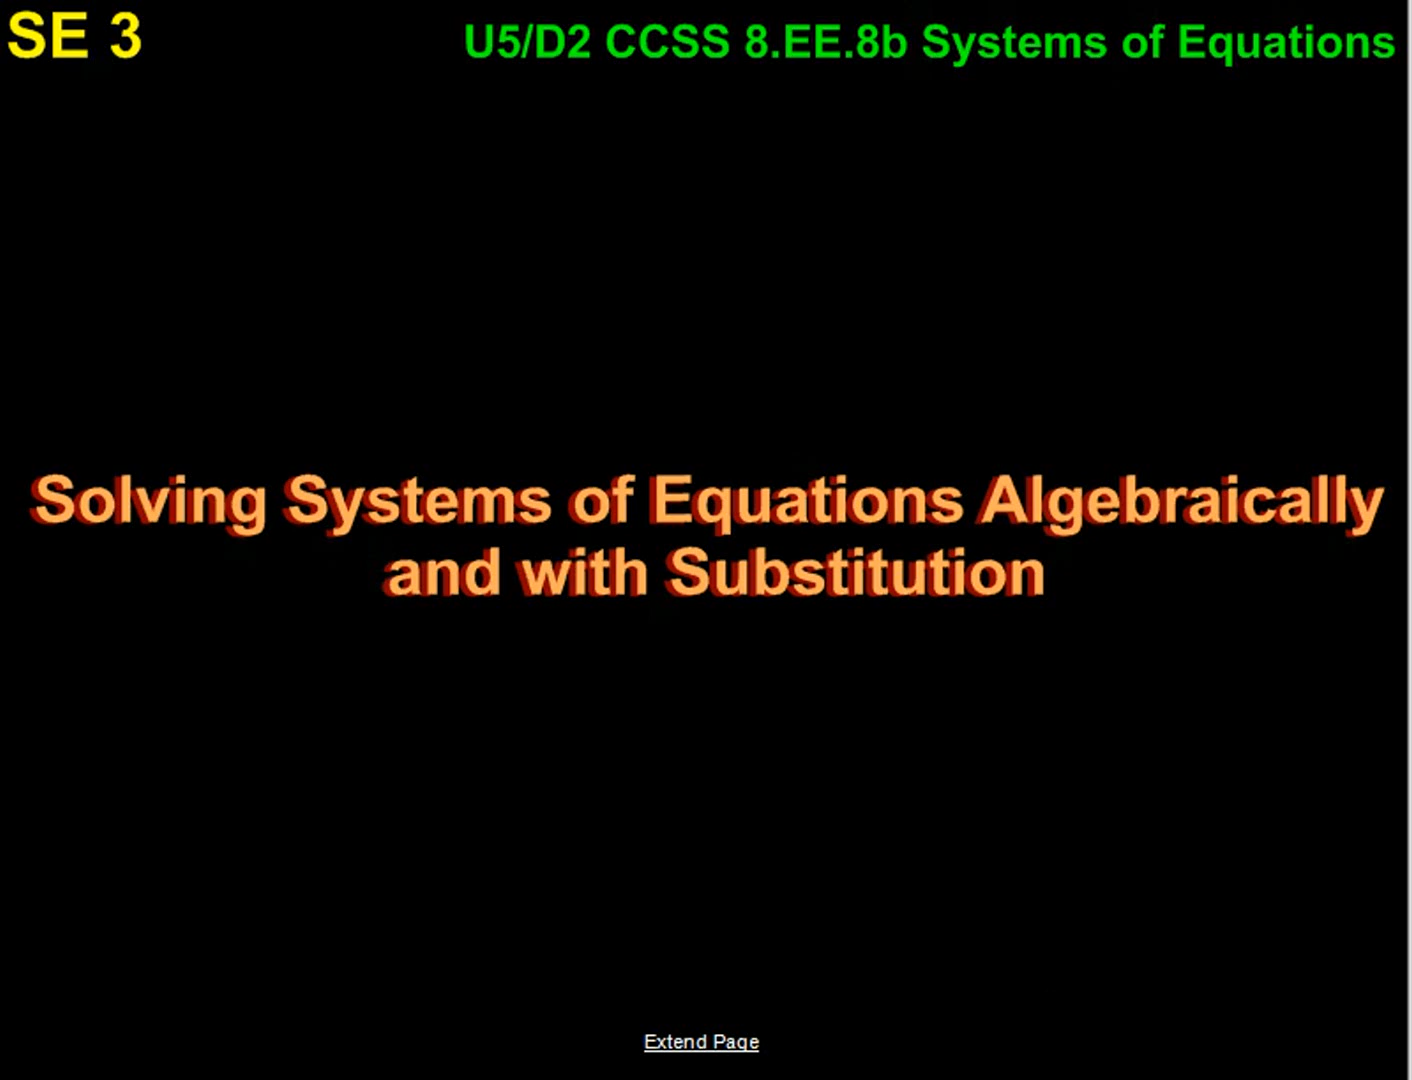 SE 3
U5/D2 CCSS 8.EE.8b Systems of Equations
Solving Systems of Equations Algebraically
and with Substitution
Extend Page